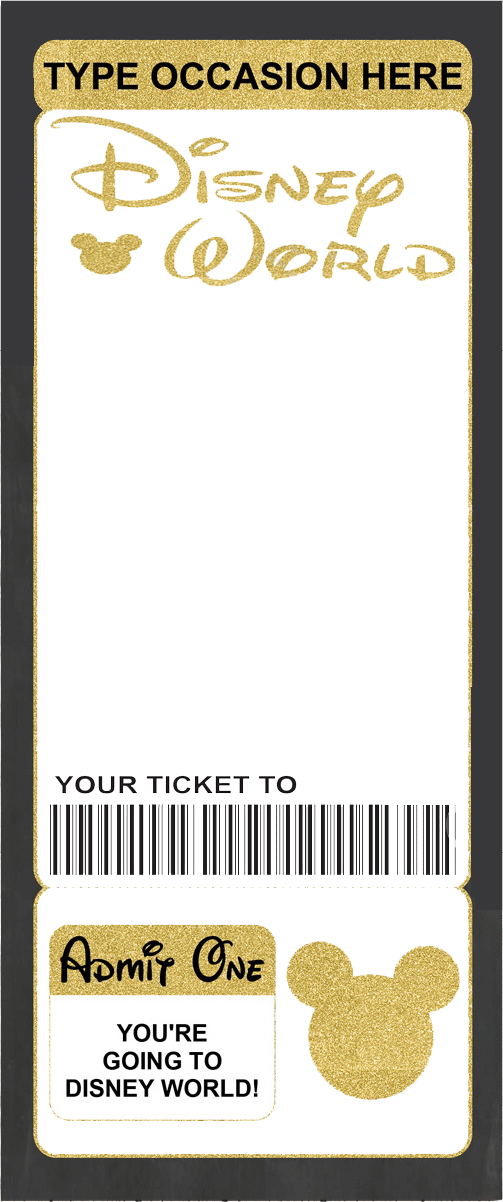 TYPE OCCASION HERE
Disney
World
YOUR TICKET TO
Admit One
YOU'RE
GOING TO
DISNEY WORLD!